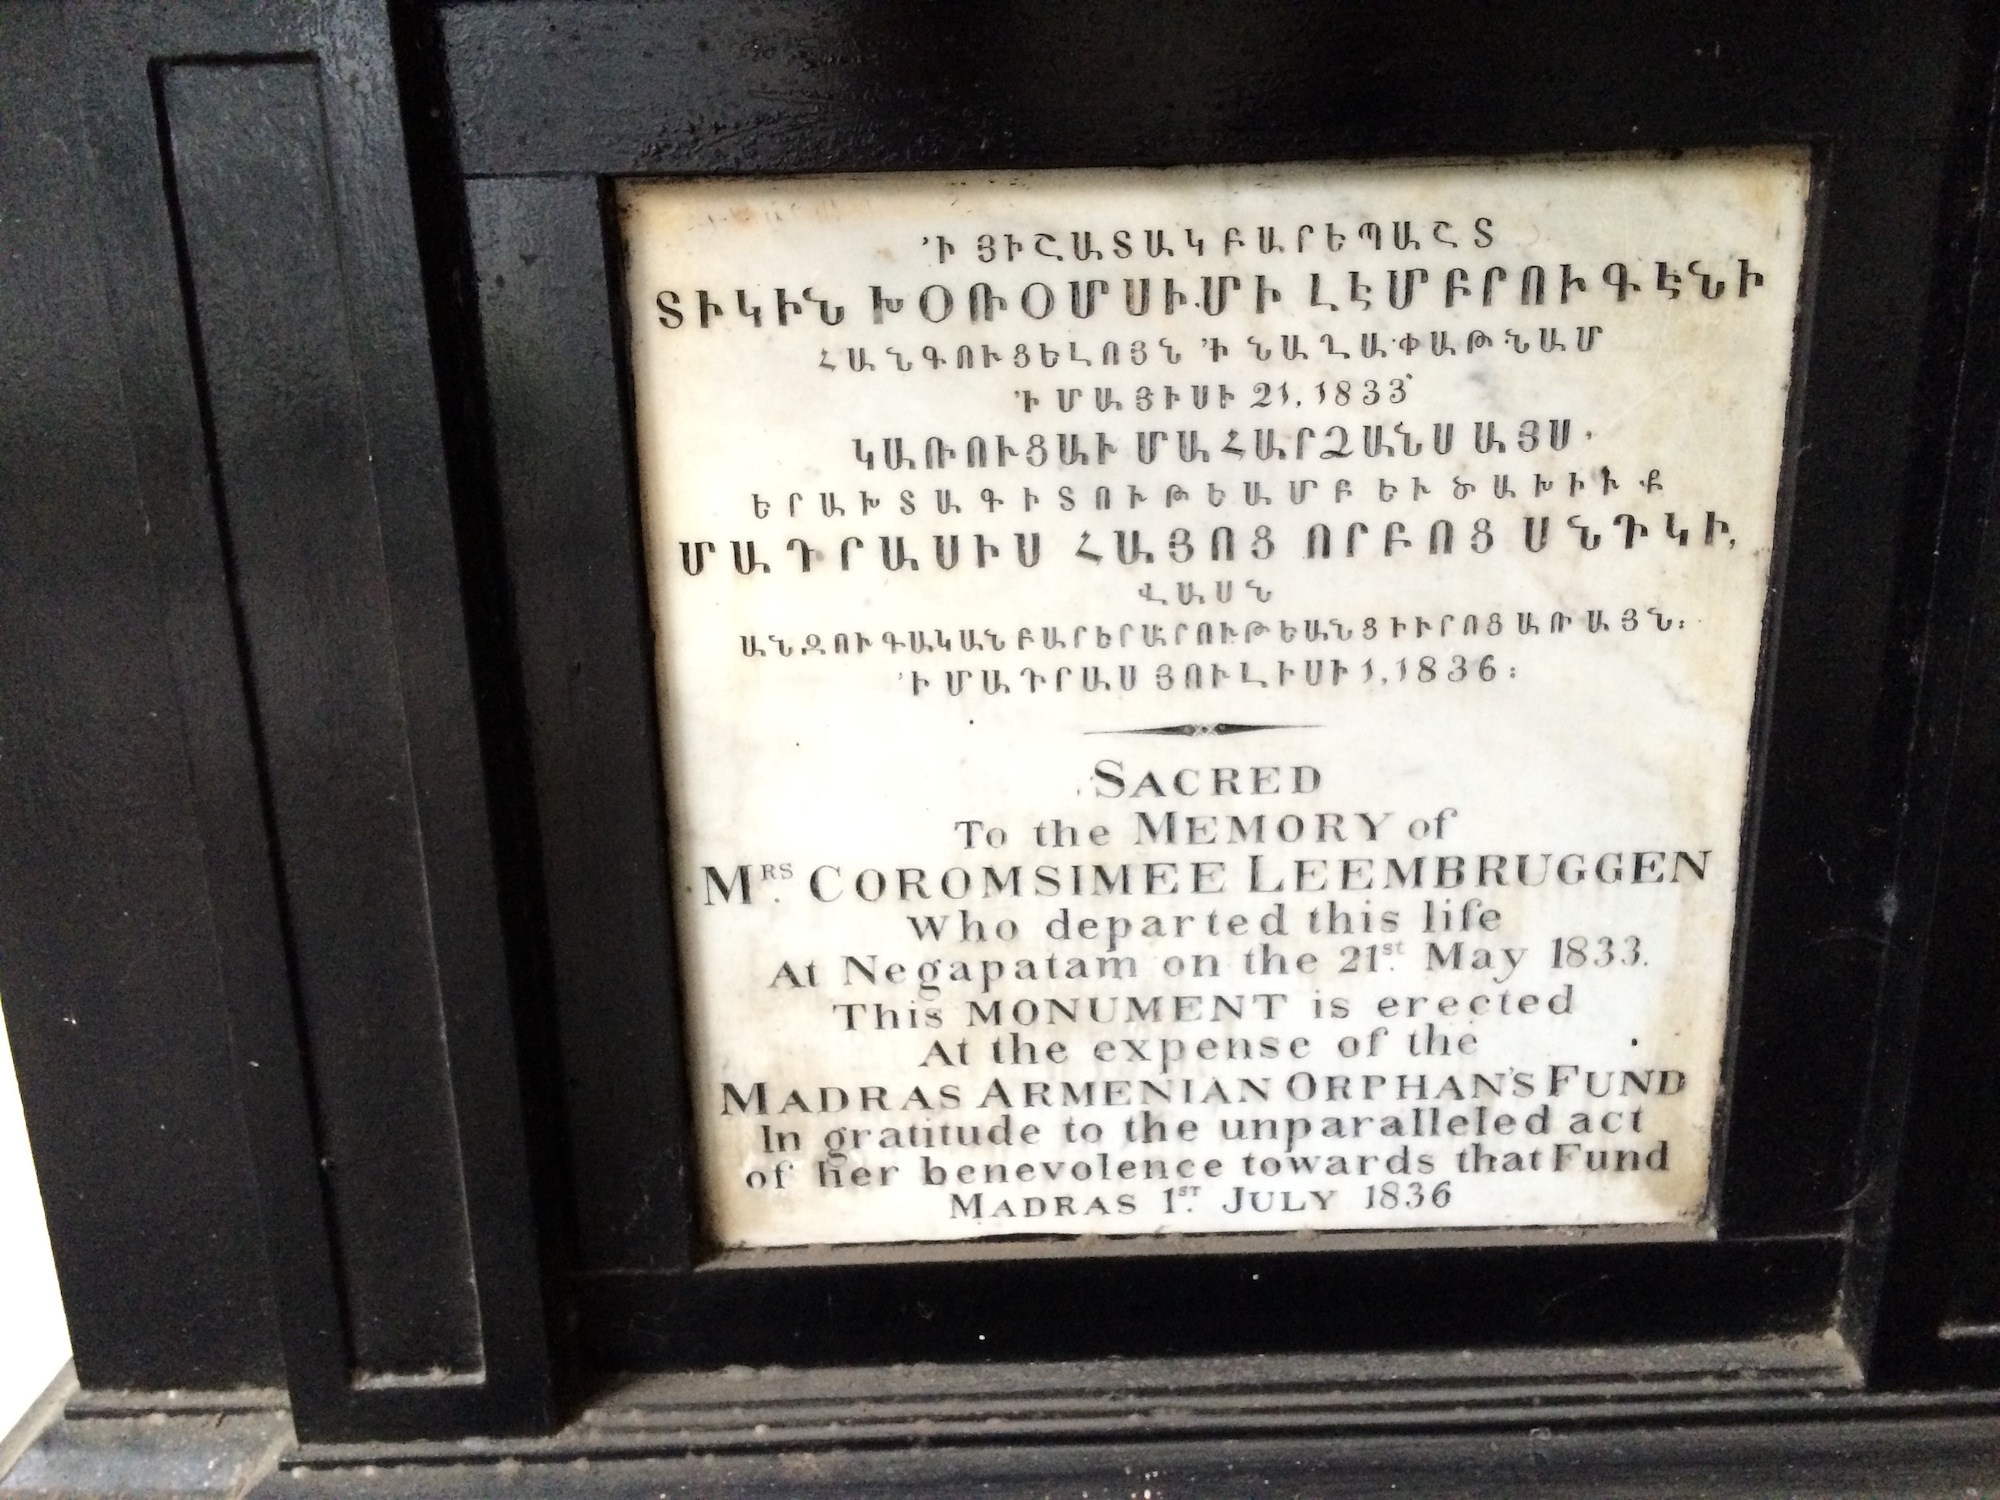 ՚Ի ՅԻՇԱՏԱԿ ԲԱՐԵՊԱՇՏ
ՏԻԿԻՆ ԽՕՌՕՄՍԻՄԻ ԼԷՄԲՐՈՒԳԷՆԻ
ՀԱՆԳՈՒՑԵԼՈՅՆ ՚Ի ՆԱՂԱՓԱԹՆԱՄ
՚Ի ՄԱՅԻՍԻ 21, 1833
ԿԱՌՈՒՑԱՒ ՄԱՀԱՐՁԱՆՍ ԱՅՍ,
ԵՐԱԽՏԱԳԻՏՈՒԹԵԱՄԲ ԵՒ ԾԱԽԻՒՔ
ՄԱԴՐԱՍԻՍ ՀԱՅՈՑ ՈՐԲՈՑ ՍՆԴԿԻ,
ՎԱՍՆ
ԱՆԶՈՒԳԱԿԱՆ ԲԱՐԵՐԱՐՈՒԹԵԱՆՑ ԻՒՐՈՑ ԱՌ ԱՅՆ։
՚Ի ՄԱԴՐԱՍ ՅՈՒԼԻՍԻ 1, 1836։
SACRED
To the MEMORY of
MRS. COROMSIMEE LEEMBRUGGEN
Who departed this life
At Negapatam on the 21st. May 1833.
This MONUMENT is erected
At the expense of the
MADRAS ARMENIAN ORPHAN'S FUND
In gratitude to the unparalleled act
of her benevolence towards that Fund
MADRAS 1ST. JULY 1836